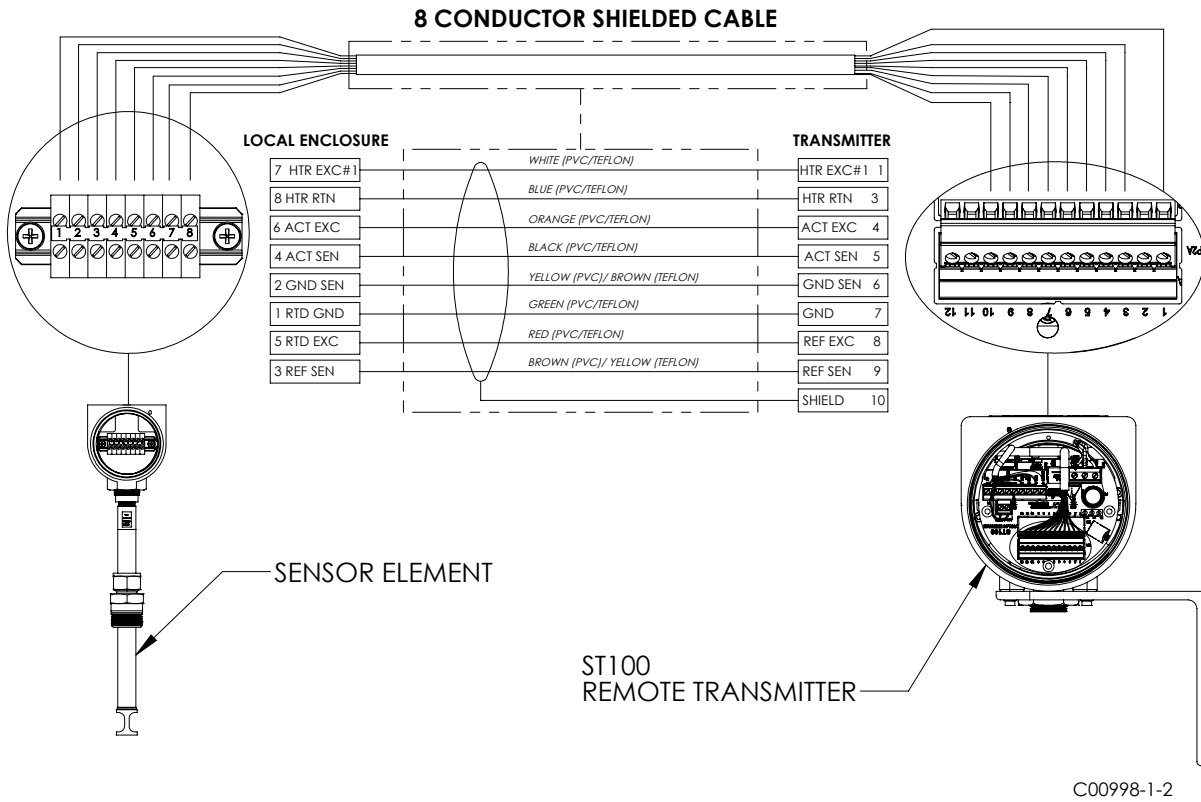 8 CONDUCTOR SHIELDED CABLE
LOCAL ENCLOSURE
TRANSMITTER
7 HTR EXC#1
WHITE (PVC/TEFLON)
HTR EXC#1 1
8 HTR RTN
BLUE (PVC/TEFLON)
HTR RTN 3
6 ACT EXC
ORANGE (PVC/TEFLON)
ACT EXC 4
4 ACT SEN
BLACK (PVC/TEFLON)
ACT SEN 5
2 GND SEN
YELLOW (PVC)/ BROWN (TEFLON)
GND SEN 6
1 RTD GND
GREEN (PVC/TEFLON)
GND 7
5 RTD EXC
RED (PVC/TEFLON)
REF EXC 8
3 REF SEN
BROWN (PVC)/ YELLOW (TEFLON)
REF SEN 9
SHIELD 10
1 2 3 4 5 6 7 8
P2A
12 11 10 9 8 7 6 5 4 3 2 1
SENSOR ELEMENT
ST100
ST100
REMOTE TRANSMITTER
C00998-1-2